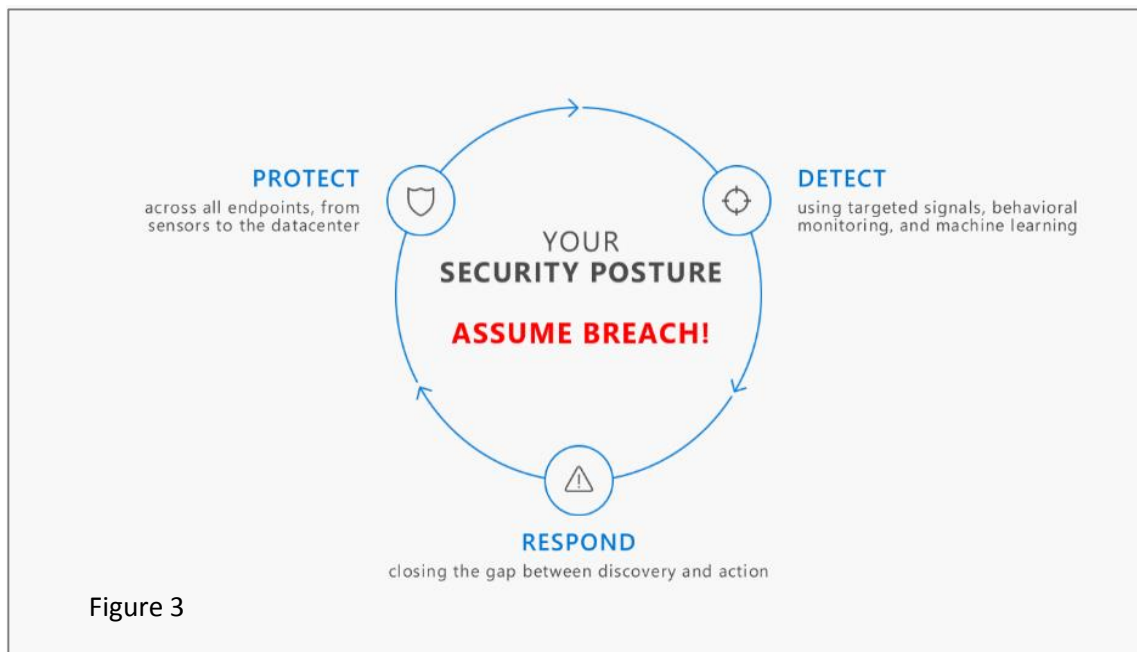 PROTECT
across all endpoints, from
sensors to the datacenter
DETECT
using targeted signals, behavioral
monitoring, and machine learning
YOUR
SECURITY POSTURE
ASSUME BREACH!
RESPOND
closing the gap between discovery and action
Figure 3